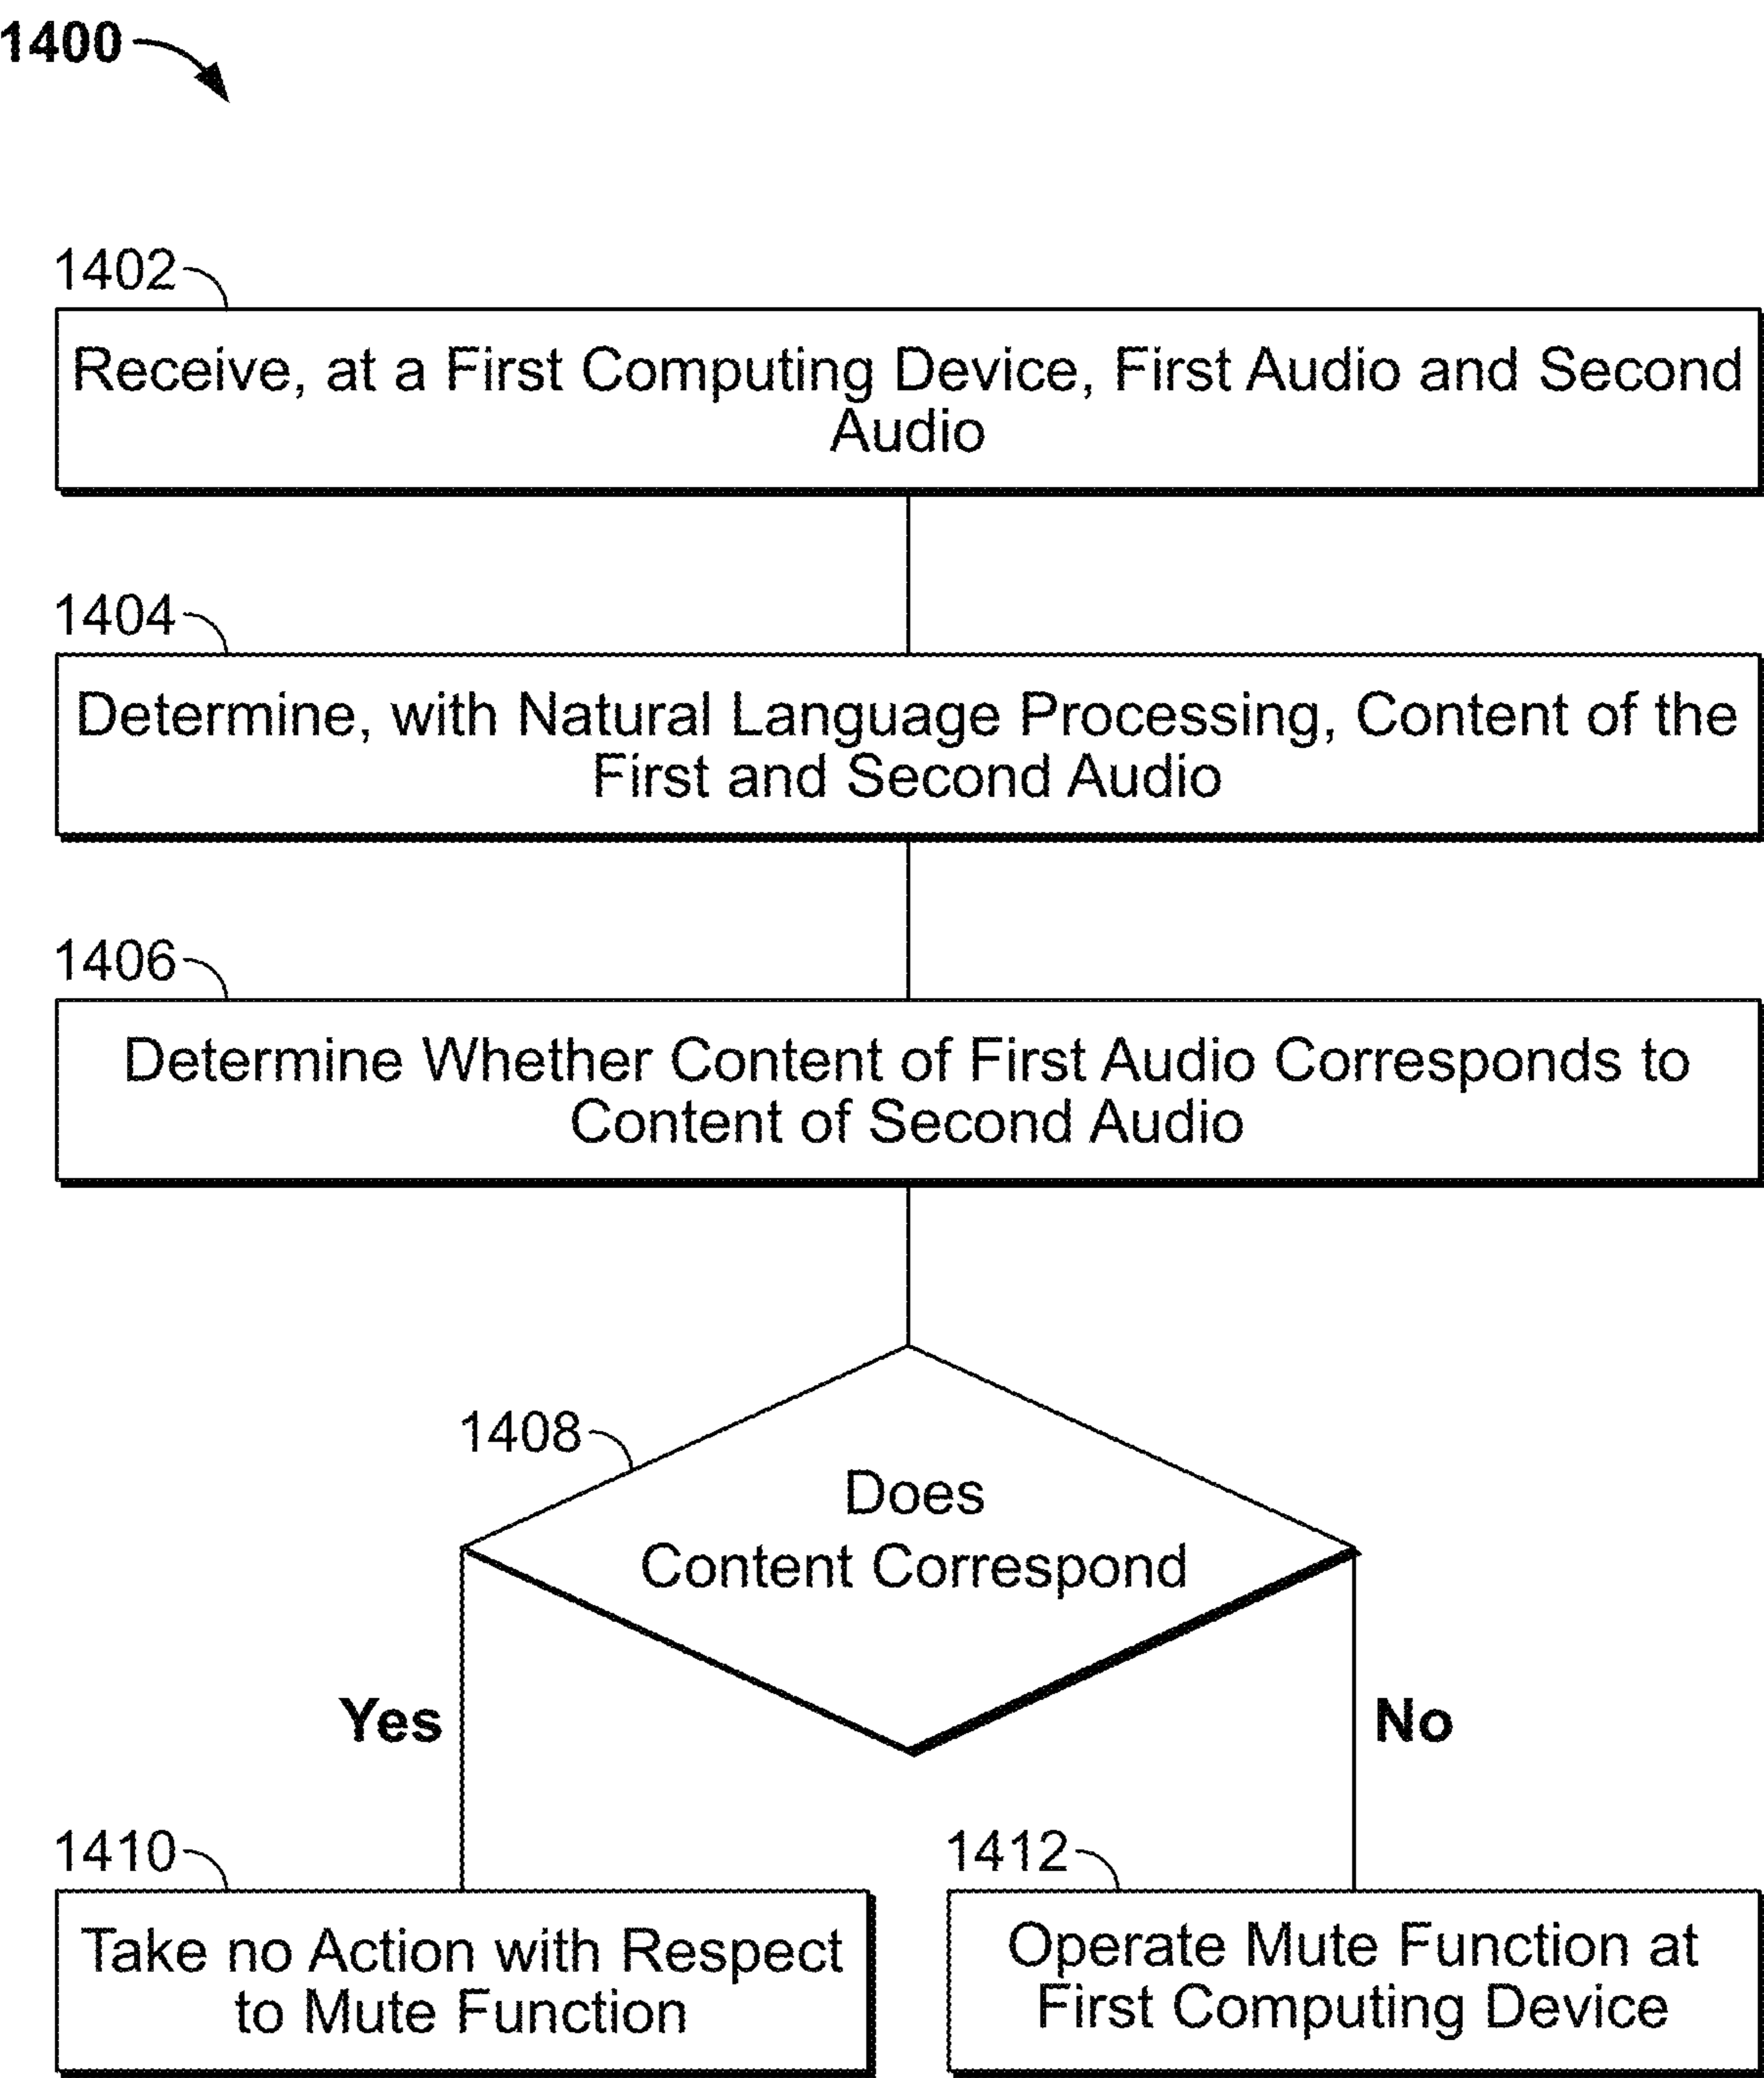 1400
1402
Receive, at a First Computing Device, First Audio and Second
Audio
1404
Determine, with Natural Language Processing, Content of the
First and Second Audio
1406
Determine Whether Content of First Audio Corresponds to
Content of Second Audio
1408
Does
Content Correspond
Yes
No
1410
Take no Action with Respect
to Mute Function
1412
Operate Mute Function at
First Computing Device